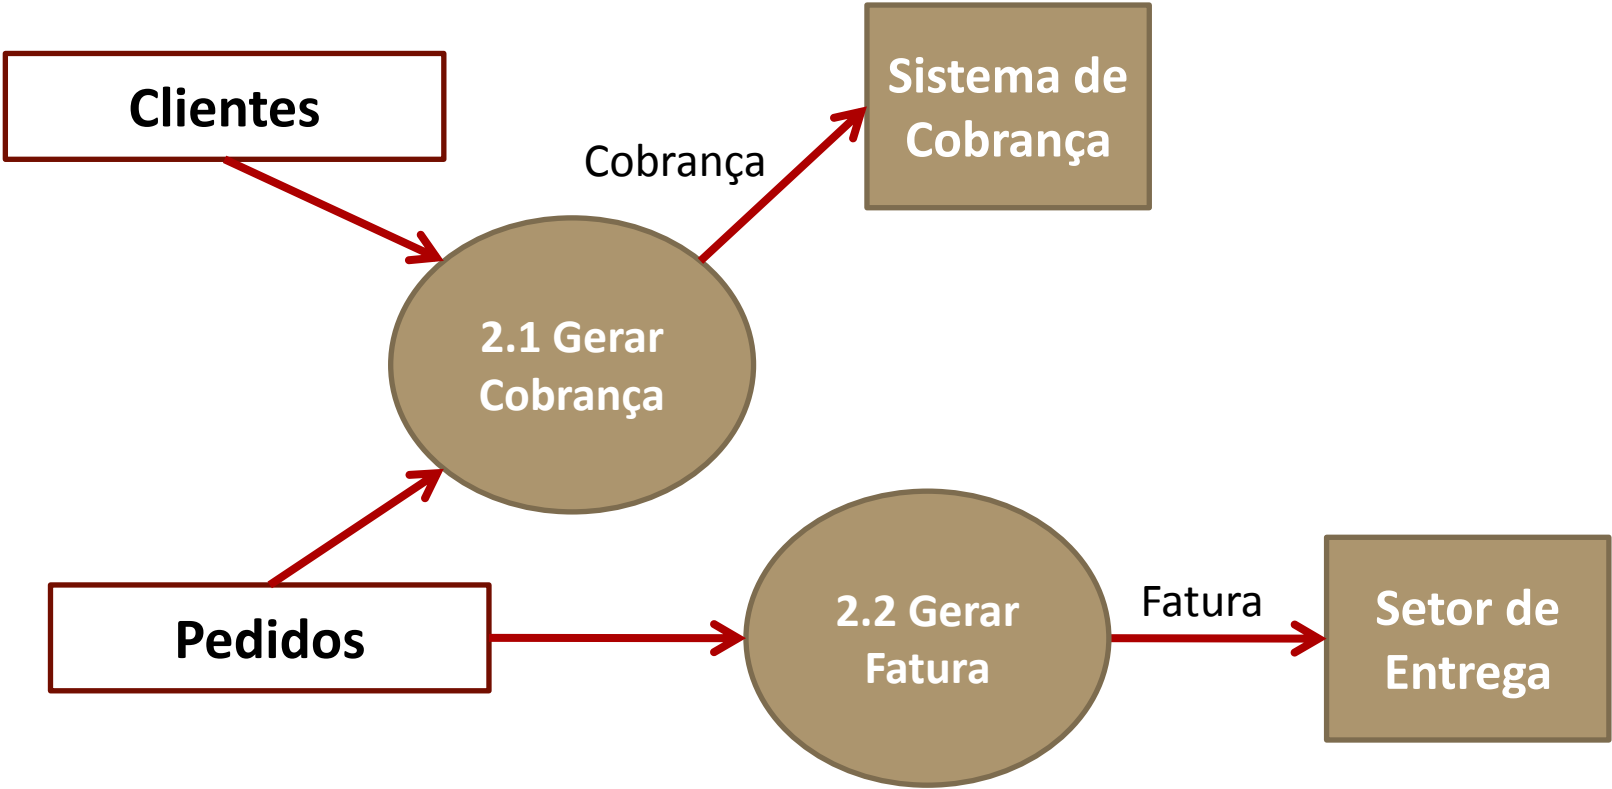 Clientes
Sistema de
Cobrança
Cobrança
2.1 Gerar
Cobrança
Pedidos
2.2 Gerar
Fatura
Fatura
Setor de
Entrega